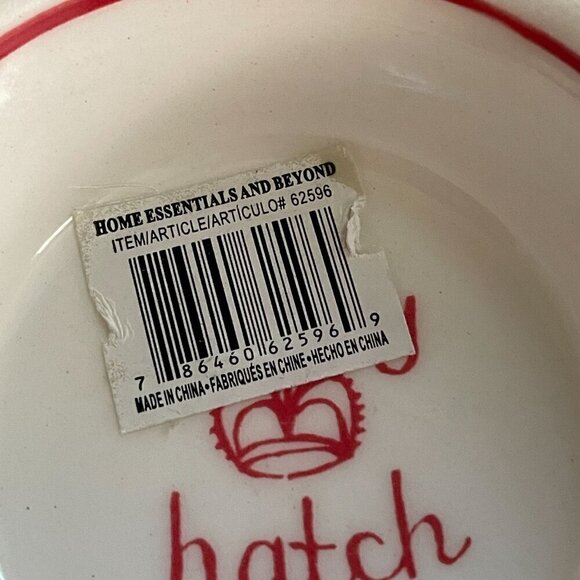 HOME ESSENTIALS AND BEYOND
ITEM/ARTICLE/ARTÍCULO# 62596
7 86460 62596 9
MADE IN CHINA•FABRIQUÉS EN CHINE•HECHO EN CHINA
hatch